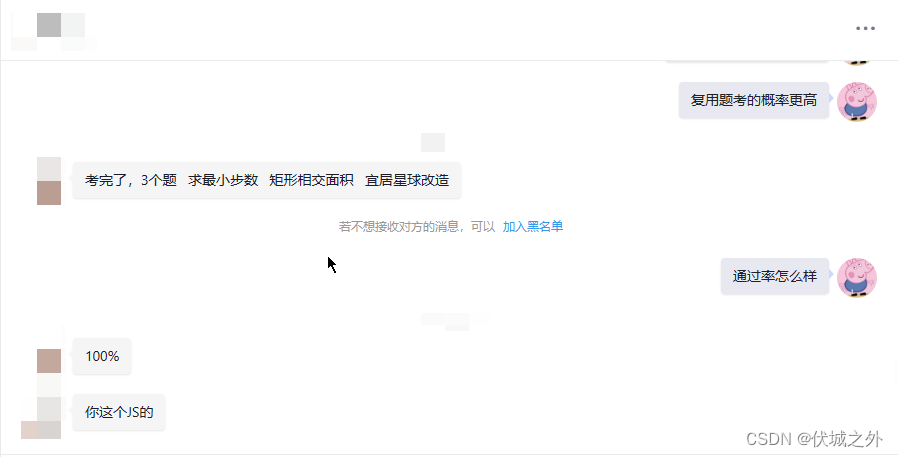 复用题考的概率更高
考完了，3个题 求最小步数 矩形相交面积 宜居星球改造
若不想接收对方的消息，可以 加入黑名单
通过率怎么样
100%
你这个JS的
CSDN @伏城之外